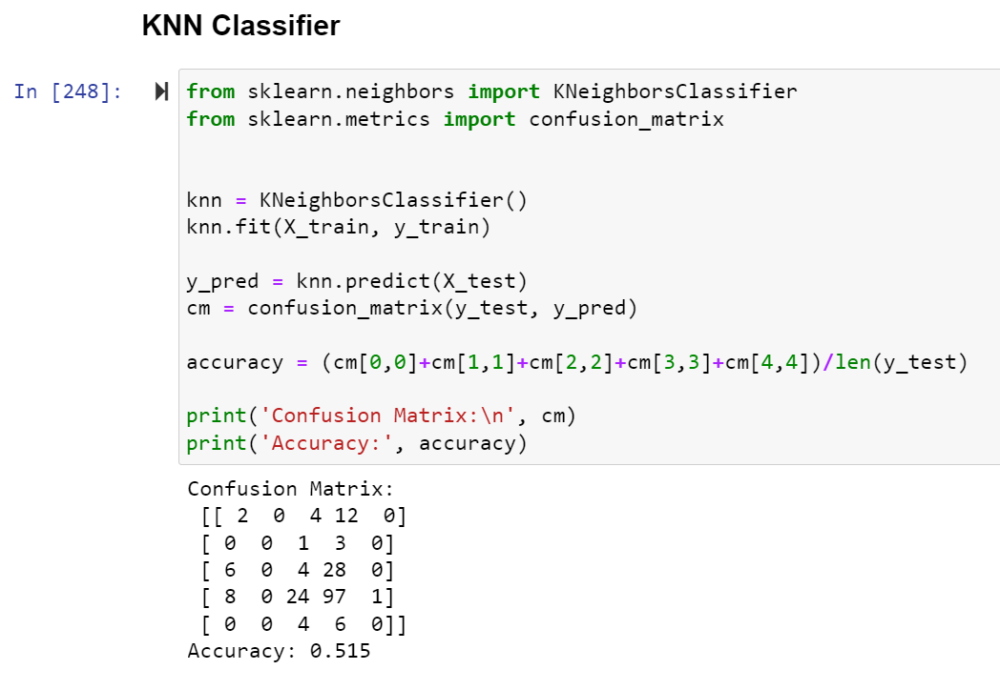 KNN Classifier
In [248]:
from sklearn.neighbors import KNeighborsClassifier
from sklearn.metrics import confusion_matrix
knn = KNeighborsClassifier()
knn.fit(X_train, y_train)
y_pred = knn.predict(X_test)
cm = confusion_matrix(y_test, y_pred)
accuracy = (cm[0,0]+cm[1,1]+cm[2,2]+cm[3,3]+cm[4,4])/len(y_test)
print('Confusion Matrix:\n', cm)
print('Accuracy:', accuracy)
Confusion Matrix:
[[ 2  0  4 12  0]
[ 0  0  1  3  0]
[ 6  0  4 28  0]
[ 8  0 24 97  1]
[ 0  0  4  6  0]]
Accuracy: 0.515